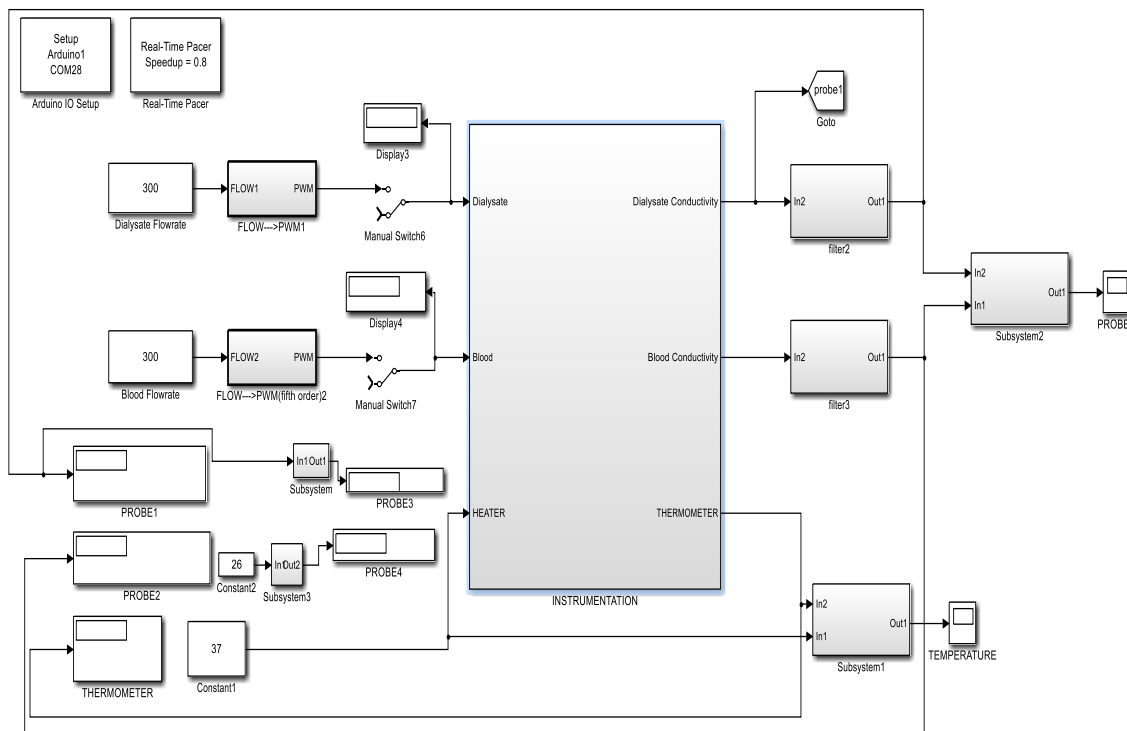 Setup
Arduino1
COM28
Arduino IO Setup
Real-Time Pacer
Speedup = 0.8
Real-Time Pacer
probe1
Goto
Display3
300
Dialysate Flowrate
FLOW1 PWM
FLOW--->PWM1
Manual Switch6
Dialysate
Dialysate Conductivity
In2 Out1
filter2
Display4
In2
In1
Out1
Subsystem2
PROBE
300
Blood Flowrate
FLOW2 PWM
FLOW--->PWM(fifth order)2
Manual Switch7
Blood
Blood Conductivity
In2 Out1
filter3
PROBE1
In1 Out1
Subsystem
PROBE3
HEATER
THERMOMETER
INSTRUMENTATION
PROBE2
26
Constant2
Subsystem3
PROBE4
THERMOMETER
37
Constant1
In2
In1
Out1
Subsystem1
TEMPERATURE